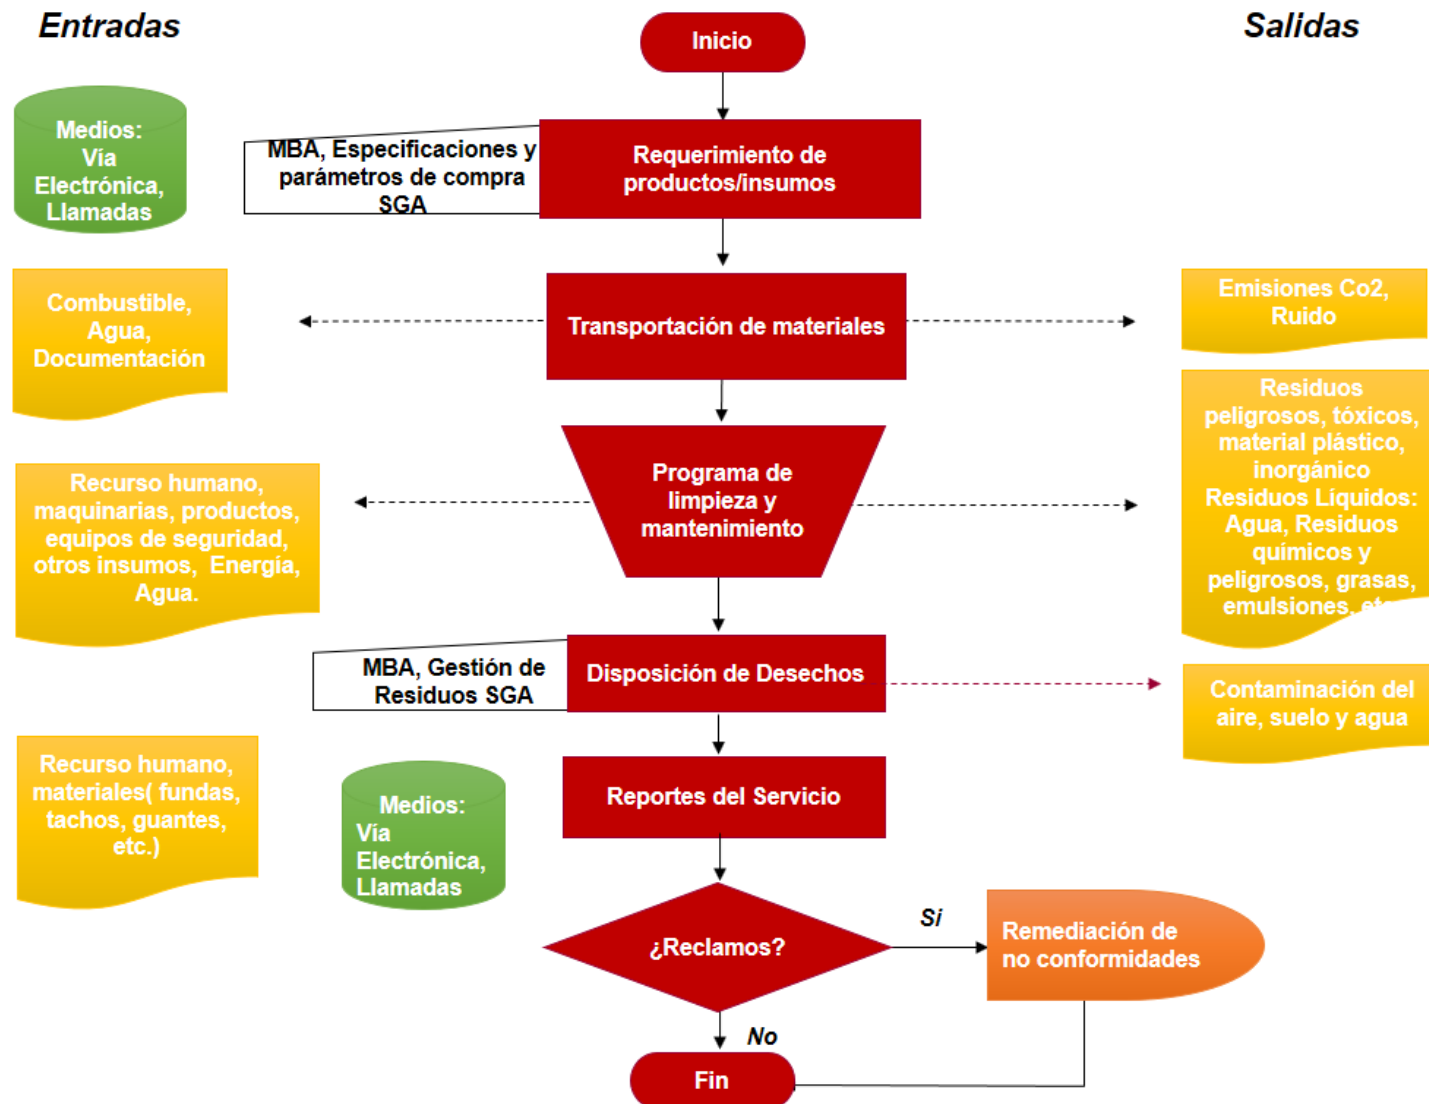 Entradas
Salidas
Inicio
Medios:
Vía
Electrónica,
Llamadas
MBA, Especificaciones y
parámetros de compra
SGA
Requerimiento de
productos/insumos
Combustible,
Agua,
Documentación
Transportación de materiales
Emisiones Co2,
Ruido
Recurso humano,
maquinarias, productos,
equipos de seguridad,
otros insumos, Energía,
Agua.
Programa de
limpieza y
mantenimiento
Residuos
peligrosos, tóxicos,
material plástico,
inorgánico
Residuos Líquidos:
Agua, Residuos
químicos y
peligrosos, grasas,
emulsiones, etc
MBA, Gestión de
Residuos SGA
Disposición de Desechos
Contaminación del
aire, suelo y agua
Recurso humano,
materiales( fundas,
tachos, guantes,
etc.)
Medios:
Vía
Electrónica,
Llamadas
Reportes del Servicio
¿Reclamos?
Si
Remediación de
no conformidades
No
Fin